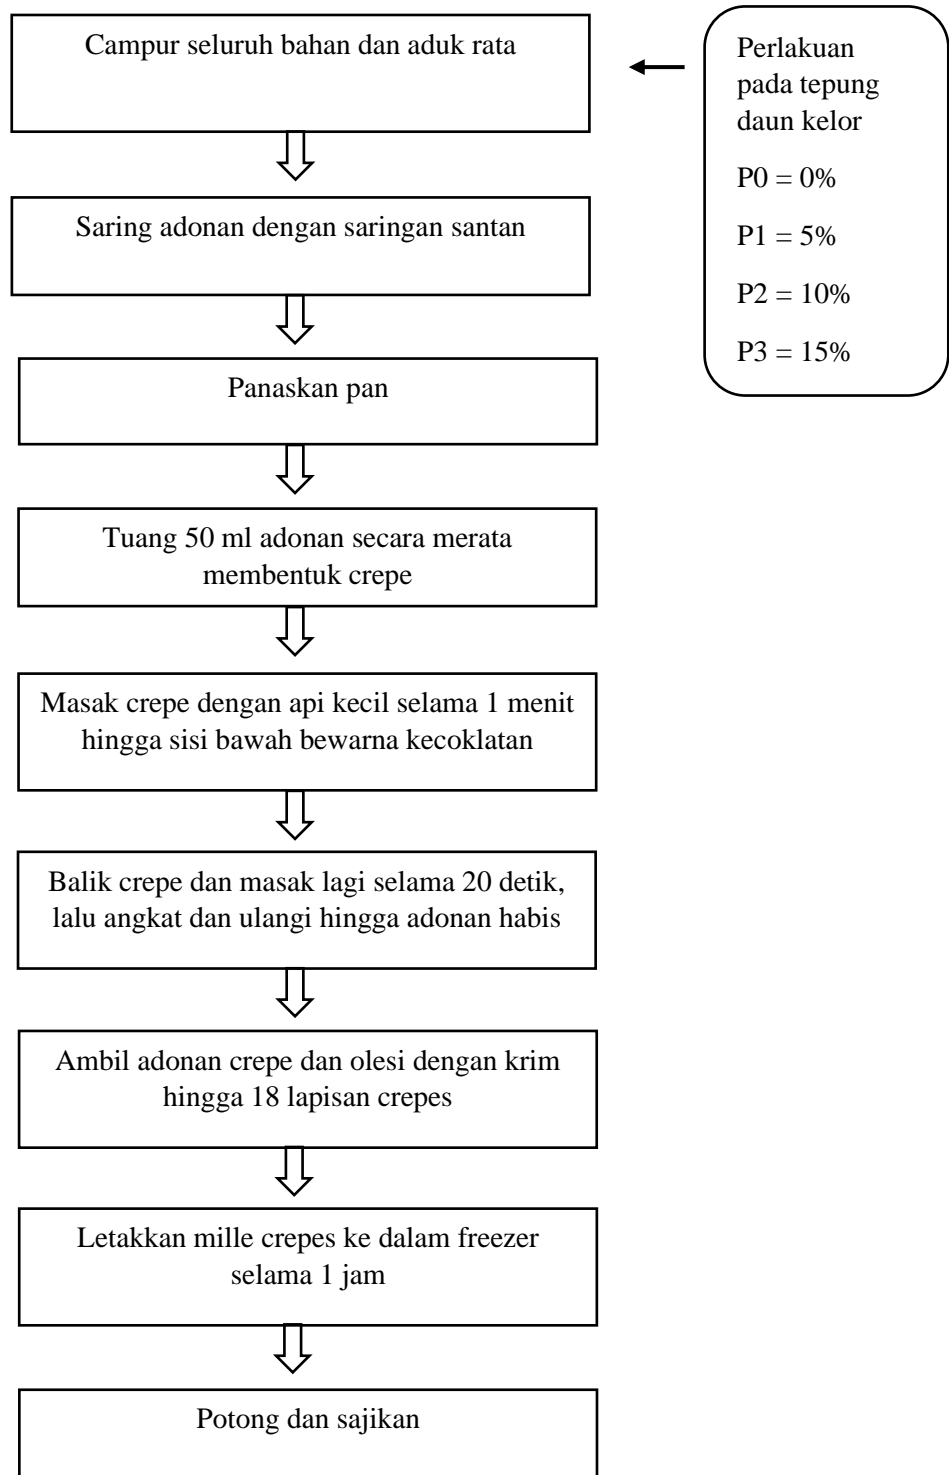 Campur seluruh bahan dan aduk rata
Perlakuan
pada tepung
daun kelor
P0 = 0%
P1 = 5%
P2 = 10%
P3 = 15%
Saring adonan dengan saringan santan
Panaskan pan
Tuang 50 ml adonan secara merata
membentuk crepe
Masak crepe dengan api kecil selama 1 menit
hingga sisi bawah bewarna kecoklatan
Balik crepe dan masak lagi selama 20 detik,
lalu angkat dan ulangi hingga adonan habis
Ambil adonan crepe dan olesi dengan krim
hingga 18 lapisan crepes
Letakkan mille crepes ke dalam freezer
selama 1 jam
Potong dan sajikan